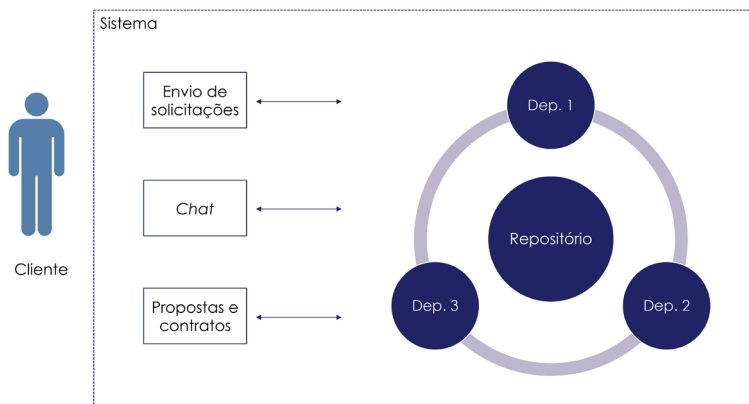 Sistema
Envio de
solicitações
Chat
Propostas e
contratos
Cliente
Dep. 1
Repositório
Dep. 3
Dep. 2